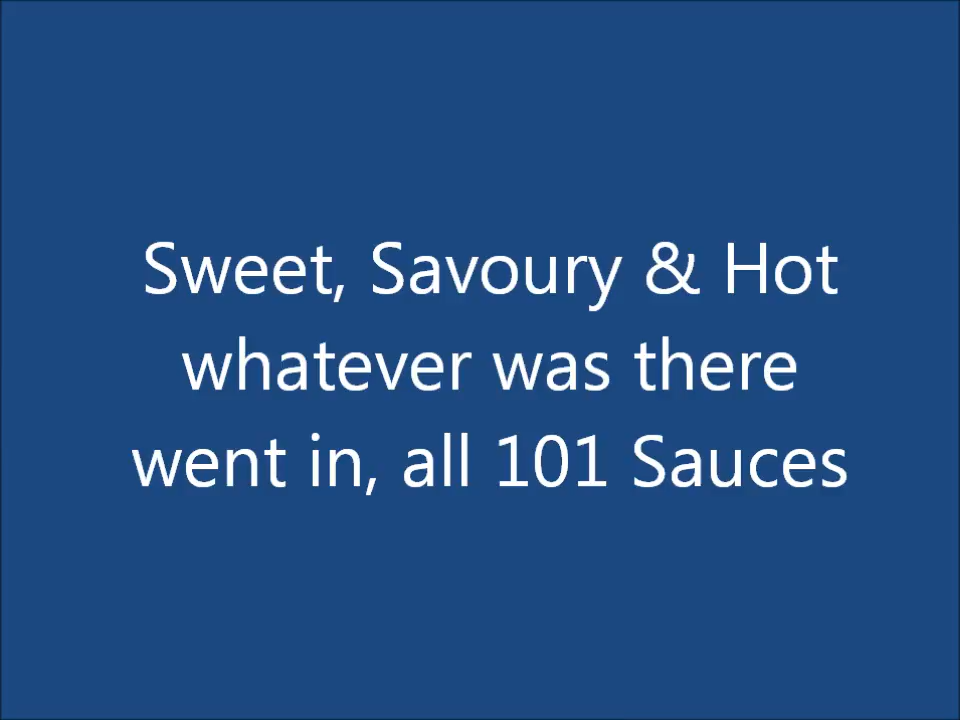 Sweet, Savoury & Hot
whatever was there
went in, all 101 Sauces